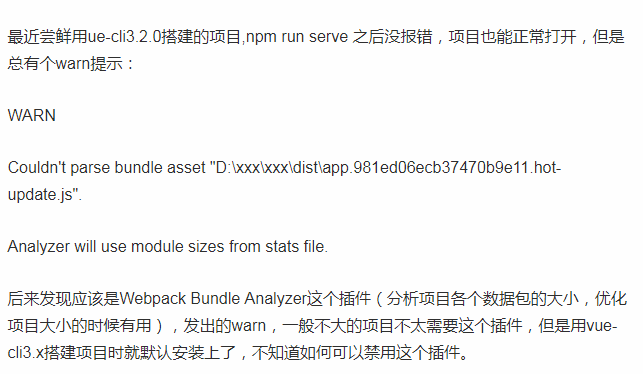 最近尝鲜用ue-cli3.2.0搭建的项目,npm run serve 之后没报错，项目也能正常打开，但是
总有个warn提示：
WARN
Couldn't parse bundle asset "D:\xxx\xxx\dist\app.981ed06ecb37470b9e11.hot-
update.js".
Analyzer will use module sizes from stats file.
后来发现应该是Webpack Bundle Analyzer这个插件（分析项目各个数据包的大小，优化
项目大小的时候有用），发出的warn，一般不大的项目不太需要这个插件，但是用vue-
cli3.x搭建项目时就默认安装上了，不知道如何可以禁用这个插件。